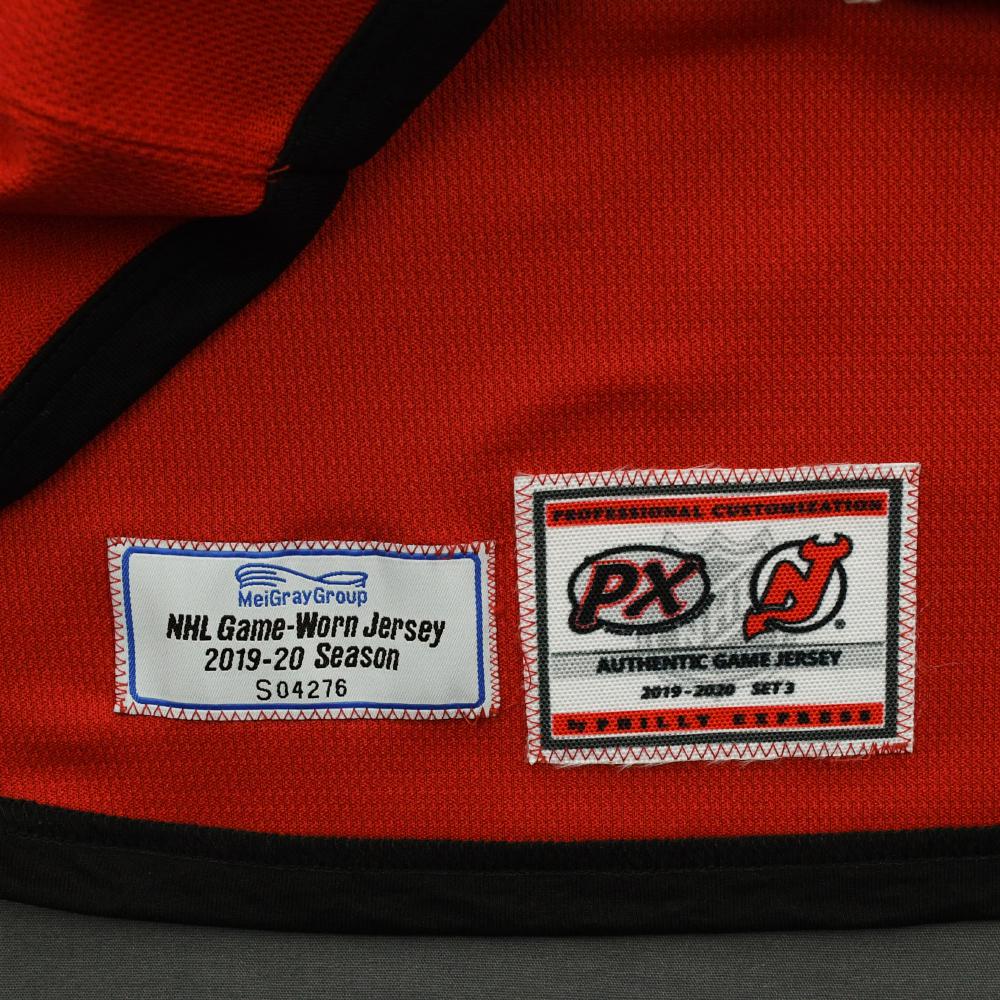 MeiGrayGroup
NHL Game-Worn Jersey
2019-20 Season
S04276
PROFESSIONAL CUSTOMIZATION
PX
NJ
AUTHENTIC GAME JERSEY
2019-2020 SET 3
by PHILLY EXPRESS